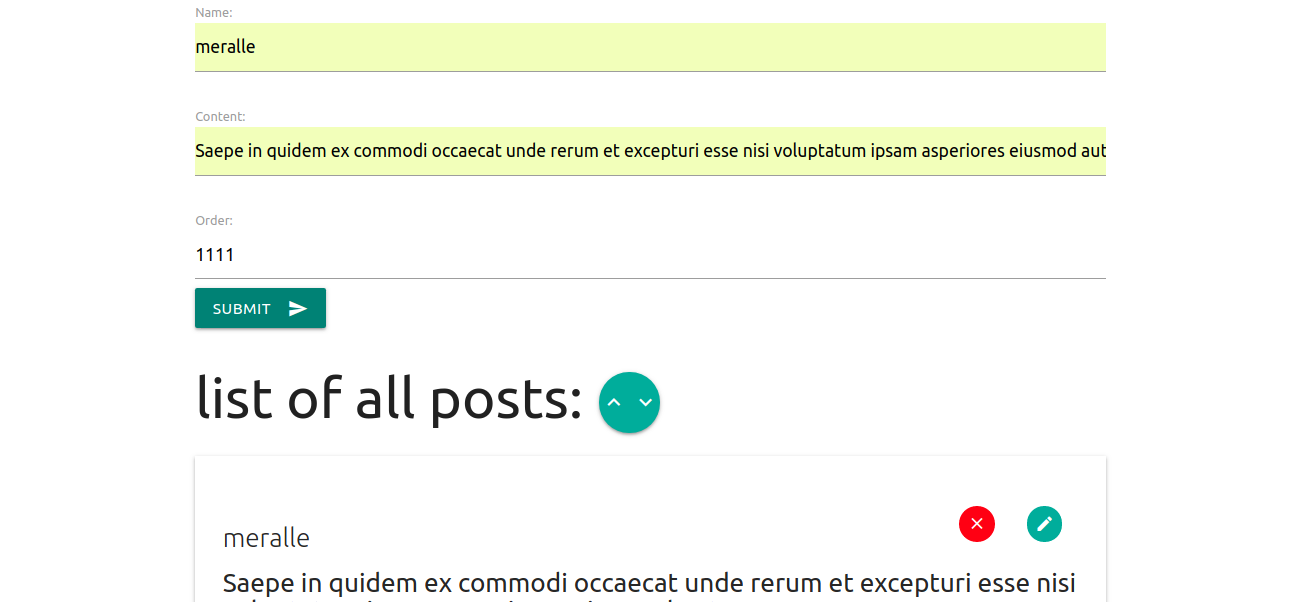 Name:
meralle
Content:
Saepe in quidem ex commodi occaecat unde rerum et excepturi esse nisi voluptatum ipsam asperiores eiusmod aut
Order:
1111
SUBMIT
list of all posts:
meralle
Saepe in quidem ex commodi occaecat unde rerum et excepturi esse nisi